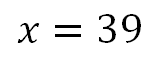 x = 39